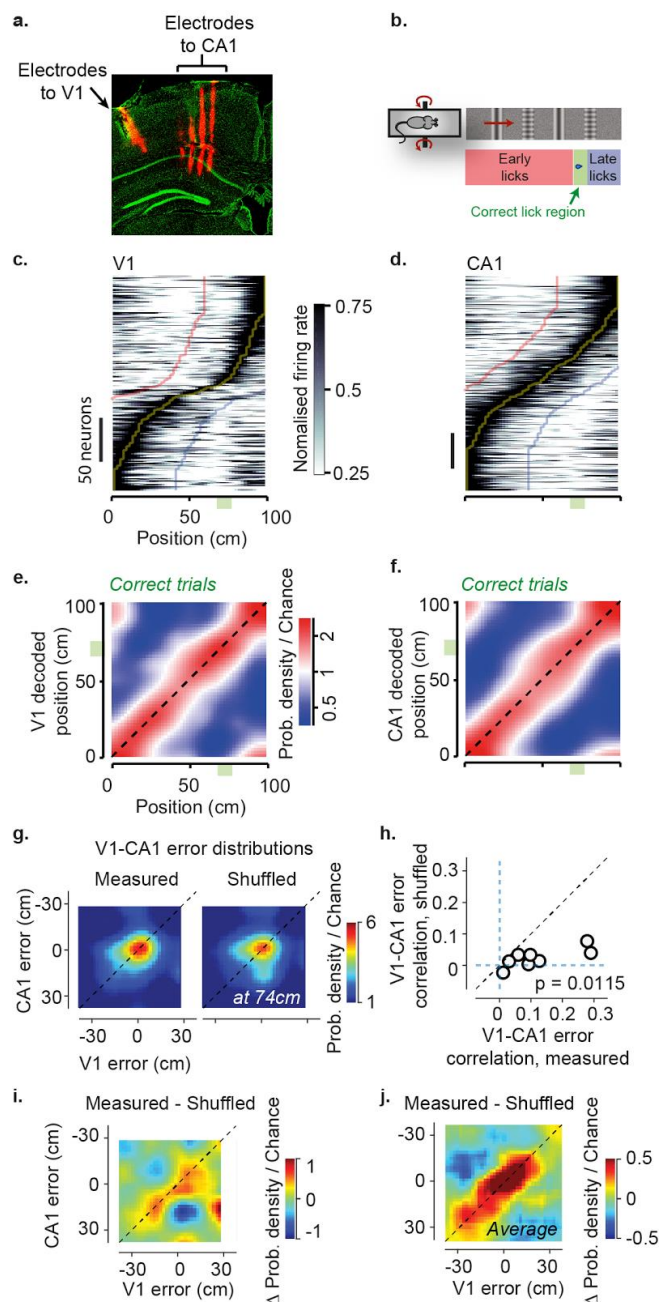 a.
Electrodes
to CA1
Electrodes
to V1
b.
Early
licks
Late
licks
Correct lick region
c.
V1
50 neurons
0
50
100
Position (cm)
Nomalised firing rate
0.75
0.5
0.25
d.
CA1
e.
Correct trials
V1 decoded
position (cm)
100
50
0
0
50
100
Position (cm)
Prob. density / Chance
2
1
0.5
f.
Correct trials
CA1 decoded
position (cm)
100
50
0
g.
V1-CA1 error distributions
Measured
Shuffled
CA1 error (cm)
-30
0
30
at 74cm
-30
0
30
V1 error (cm)
Prob. density / Chance
6
1
h.
V1-CA1 error
correlation, shuffled
0.3
0.2
0.1
0
p = 0.0115
0
0.1
0.2
0.3
V1-CA1 error
correlation, measured
i.
Measured - Shuffled
CA1 error (cm)
-30
0
30
-30
0
30
V1 error (cm)
Δ Prob. density / Chance
1
0
-1
j.
Measured - Shuffled
-30
0
30
Average
-30
0
30
V1 error (cm)
Δ Prob. density / Chance
0.5
0
-0.5